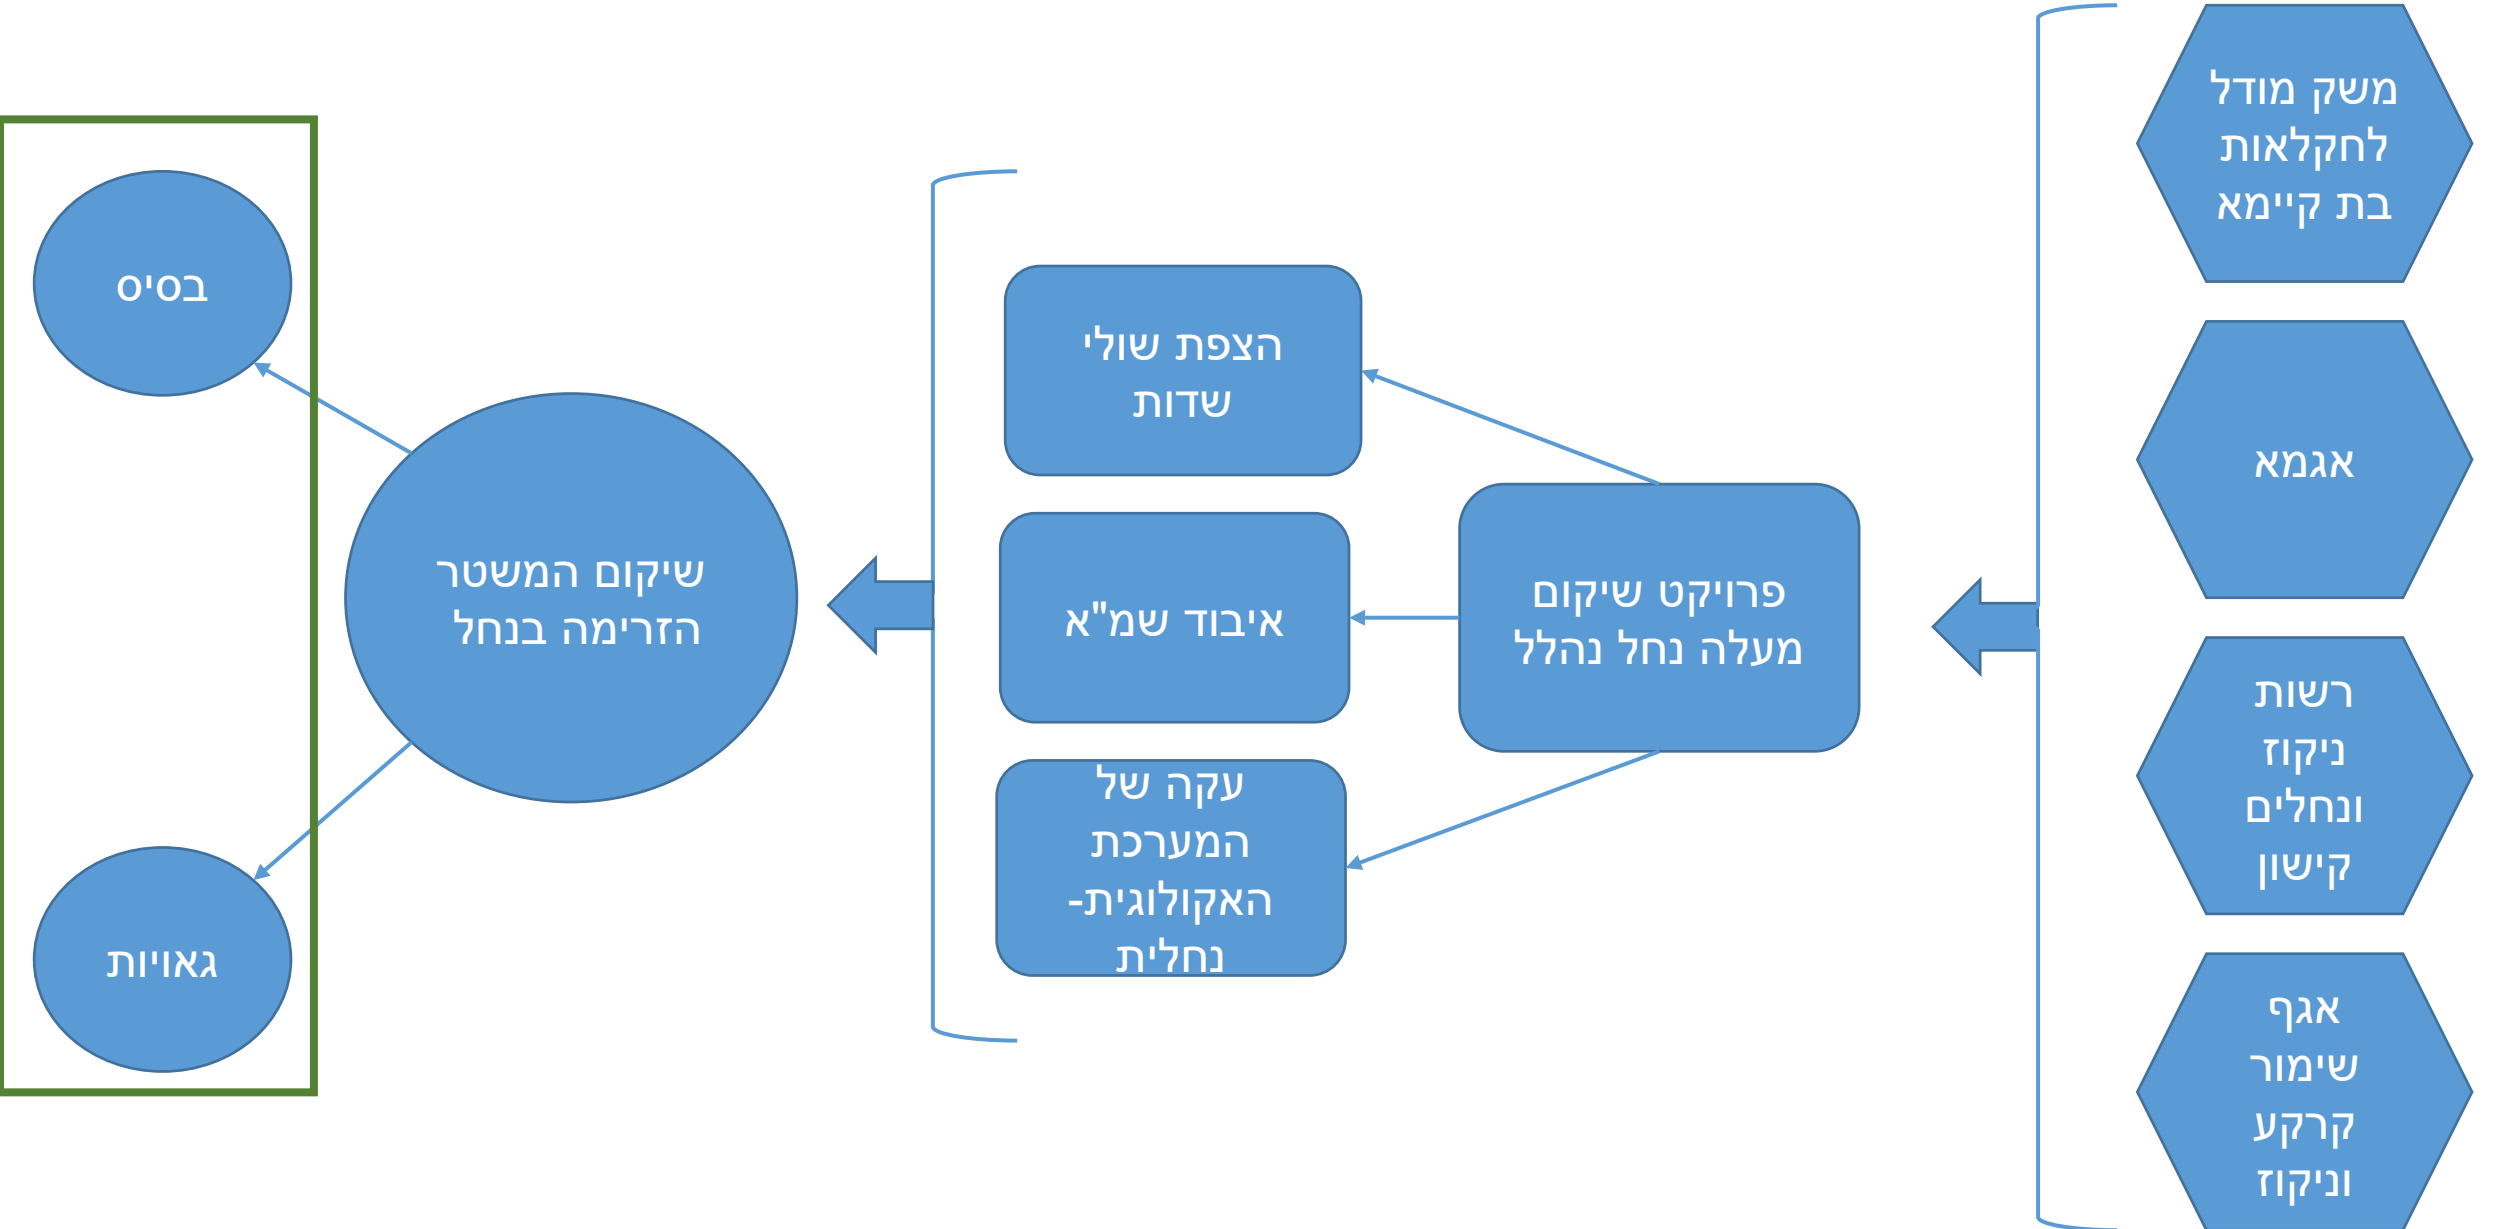 משק מודל
לחקלאות
בת קיימא
אגמא
רשות
ניקוז
ונחלים
קישון
אגף
שימור
קרקע
וניקוז
פרויקט שיקום
מעלה נחל נהלל
הצפת שולי
שדות
איבוד שמ"א
עקה של
המערכת
האקולוגית-
נחלית
שיקום המשטר
הזרימה בנחל
בסיס
גאויות